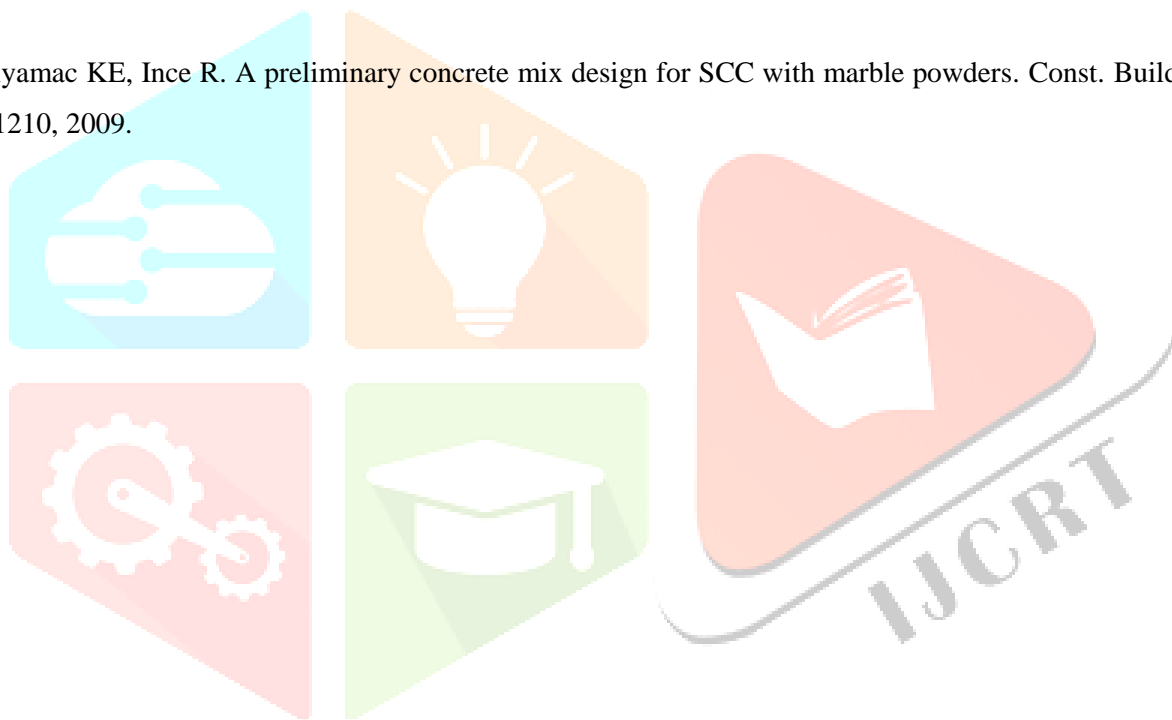 yamac KE, Ince R. A preliminary concrete mix design for SCC with marble powders. Const. Build
1210, 2009.
IJCRT